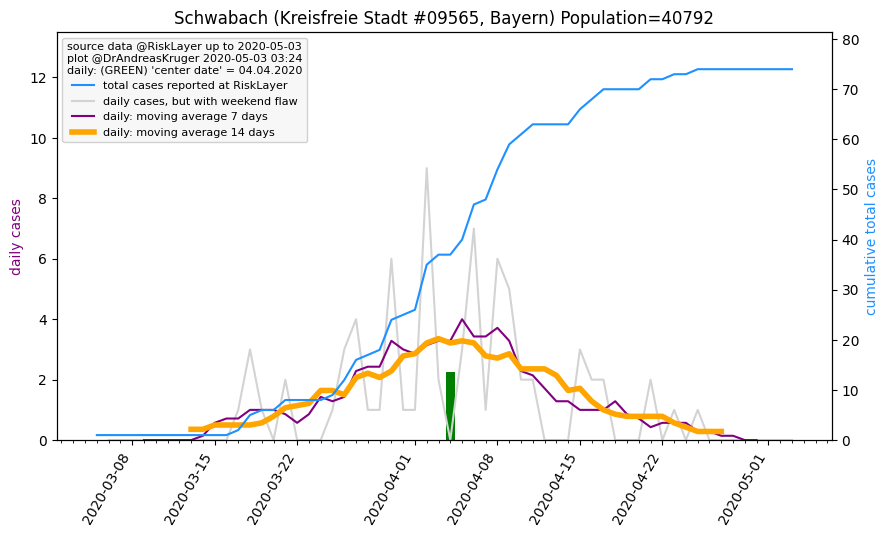 Schwabach (Kreisfreie Stadt #09565, Bayern) Population=40792
source data @RiskLayer up to 2020-05-03
plot @DrAndreasKruger 2020-05-03 03:24
daily: (GREEN) 'center date' = 04.04.2020
total cases reported at RiskLayer
daily cases, but with weekend flaw
daily: moving average 7 days
daily: moving average 14 days
daily cases
12
10
8
6
4
2
0
cumulative total cases
80
70
60
50
40
30
20
10
0
2020-03-08
2020-03-15
2020-03-22
2020-04-01
2020-04-08
2020-04-15
2020-04-22
2020-05-01